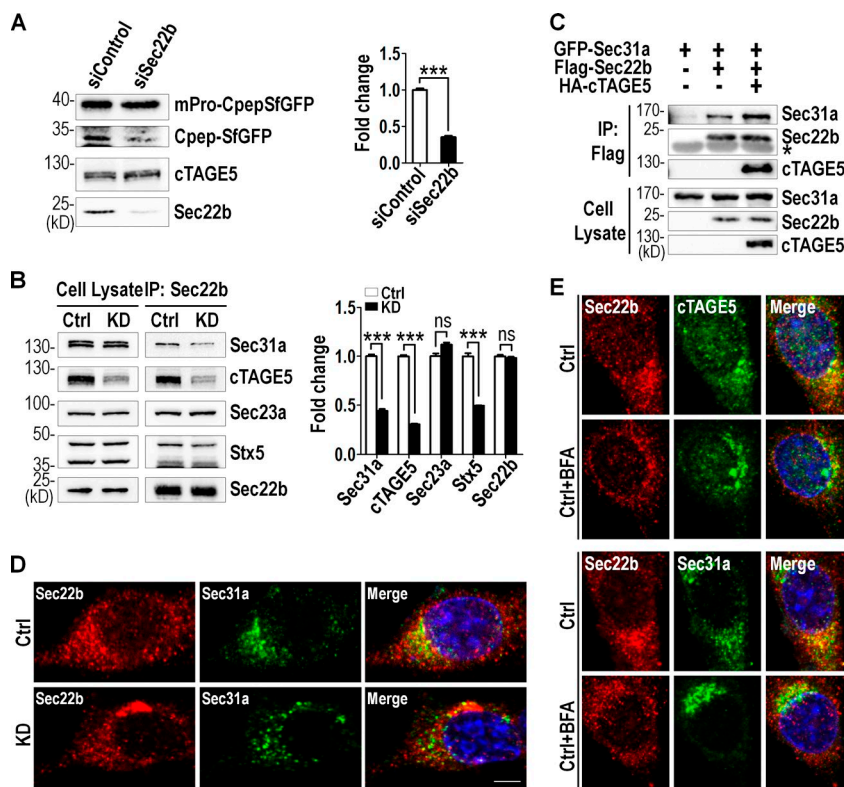 A
siControl
siSec22b
40-
mPro-CpepSfGFP
35-
Cpep-SfGFP
130-
cTAGE5
25-
(kD)
Sec22b
Fold change
1.5
1.0
0.5
0.0
***
siControl
siSec22b
C
GFP-Sec31a + + +
Flag-Sec22b - + +
HA-cTAGE5 - - +
IP:
Flag
170-
Sec31a
25-
Sec22b
*
130-
cTAGE5
Cell
Lysate
170-
Sec31a
25-
Sec22b
130-
(kD)
cTAGE5
B
Cell Lysate IP: Sec22b
Ctrl KD Ctrl KD
130-
Sec31a
130-
cTAGE5
100-
Sec23a
50-
Stx5
35-
25-
(kD)
Sec22b
Ctrl
KD
Fold change
1.5
1.0
0.5
0.0
*** *** ns *** ns
Sec31a
cTAGE5
Sec23a
Stx5
Sec22b
D
Ctrl
Sec22b Sec31a Merge
KD
Sec22b Sec31a Merge
E
Sec22b cTAGE5 Merge
Ctrl
Ctrl+BFA
Sec22b Sec31a Merge
Ctrl
Ctrl+BFA